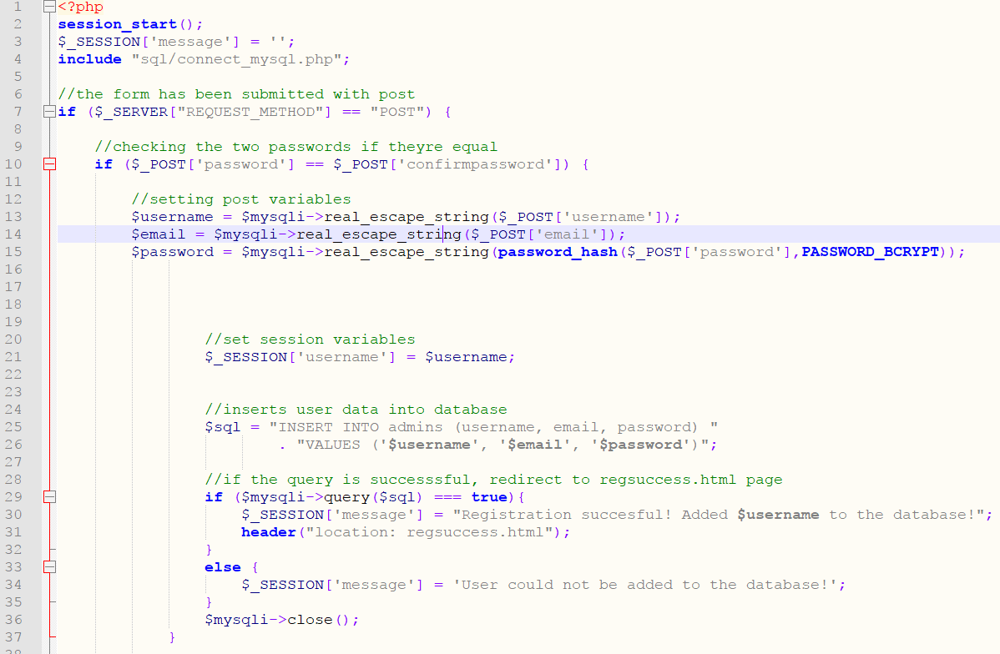 1 <?php
2 session_start();
3 $_SESSION['message'] = '';
4 include "sql/connect_mysql.php";
5
6 //the form has been submitted with post
7 if ($_SERVER["REQUEST_METHOD"] == "POST") {
8
9 //checking the two passwords if theyre equal
10 if ($_POST['password'] == $_POST['confirmpassword']) {
11
12 //setting post variables
13 $username = $mysqli->real_escape_string($_POST['username']);
14 $email = $mysqli->real_escape_string($_POST['email']);
15 $password = $mysqli->real_escape_string(password_hash($_POST['password'],PASSWORD_BCRYPT));
16
17
18
19
20 //set session variables
21 $_SESSION['username'] = $username;
22
23
24 //inserts user data into database
25 $sql = "INSERT INTO admins (username, email, password) "
26 . "VALUES ('$username', '$email', '$password')";
27
28 //if the query is successsful, redirect to regsuccess.html page
29 if ($mysqli->query($sql) === true){
30 $_SESSION['message'] = "Registration succesful! Added $username to the database!";
31 header("location: regsuccess.html");
32 }
33 else {
34 $_SESSION['message'] = 'User could not be added to the database!';
35 }
36 $mysqli->close();
37 }
38